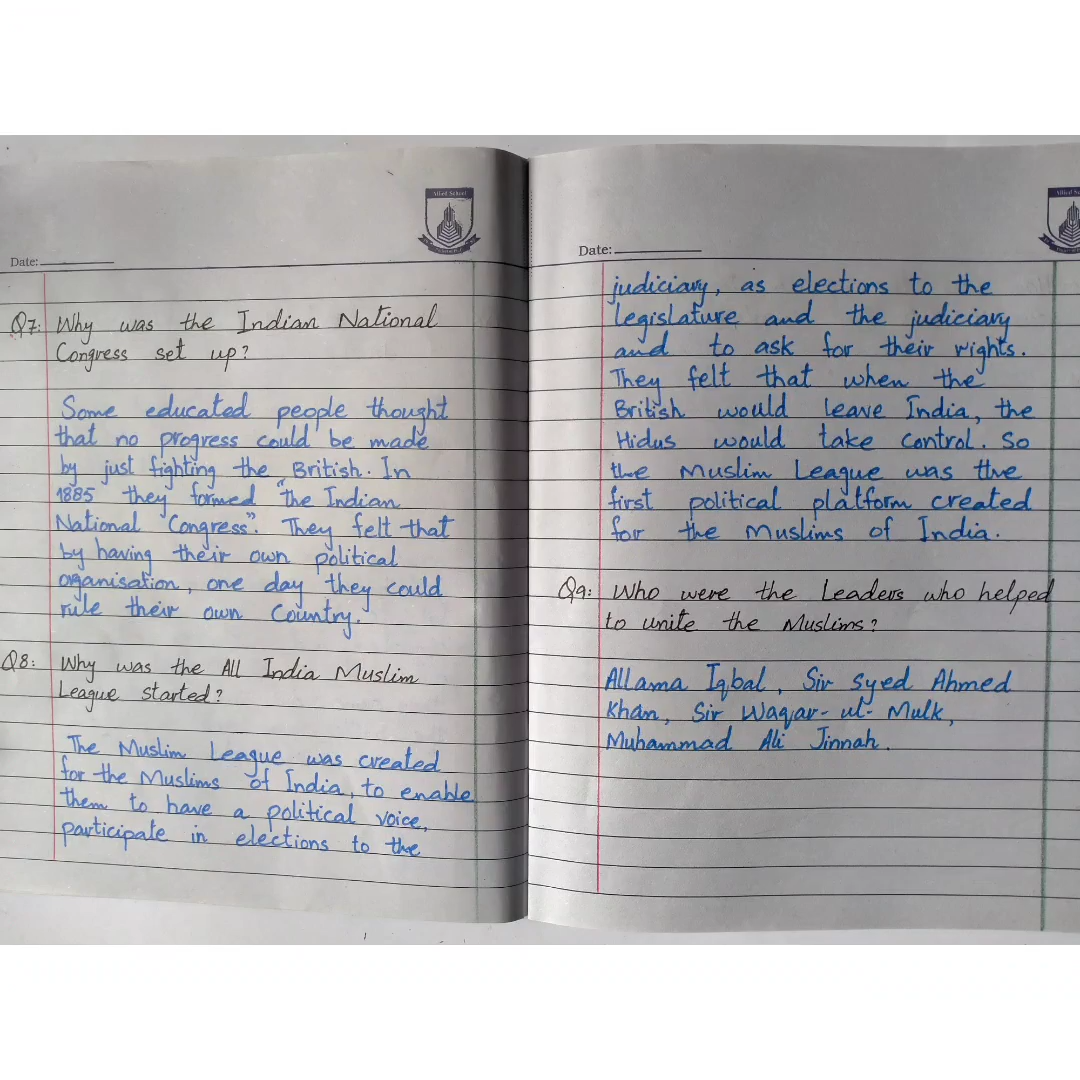 Allied School
Date:
Q7: Why was the Indian National
Congress set up?
Some educated people thought
that no progress could be made
by just fighting the British. In
1885 they formed "the Indian
National "Congress". They felt that
by having their own political
organisation, one day they could
rule their own Country.
Q8: Why was the All India Muslim
League started?
The Muslim League was created
for the Muslims of India, to enable
them to have a political voice,
participate in elections to the
Allied Sc
Date:
judiciary, as elections to the
legislature and the judiciary
and to ask for their rights.
They felt that when the
British would leave India, the
Hidus would take control. So
the Muslim League was the
first political platform created
for the Muslims of India.
Q9: Who were the Leaders who helped
to unite the Muslims?
Allama Iqbal, Sir Syed Ahmed
Khan, Sir Waqar-ul-Mulk,
Muhammad Ali Jinnah.